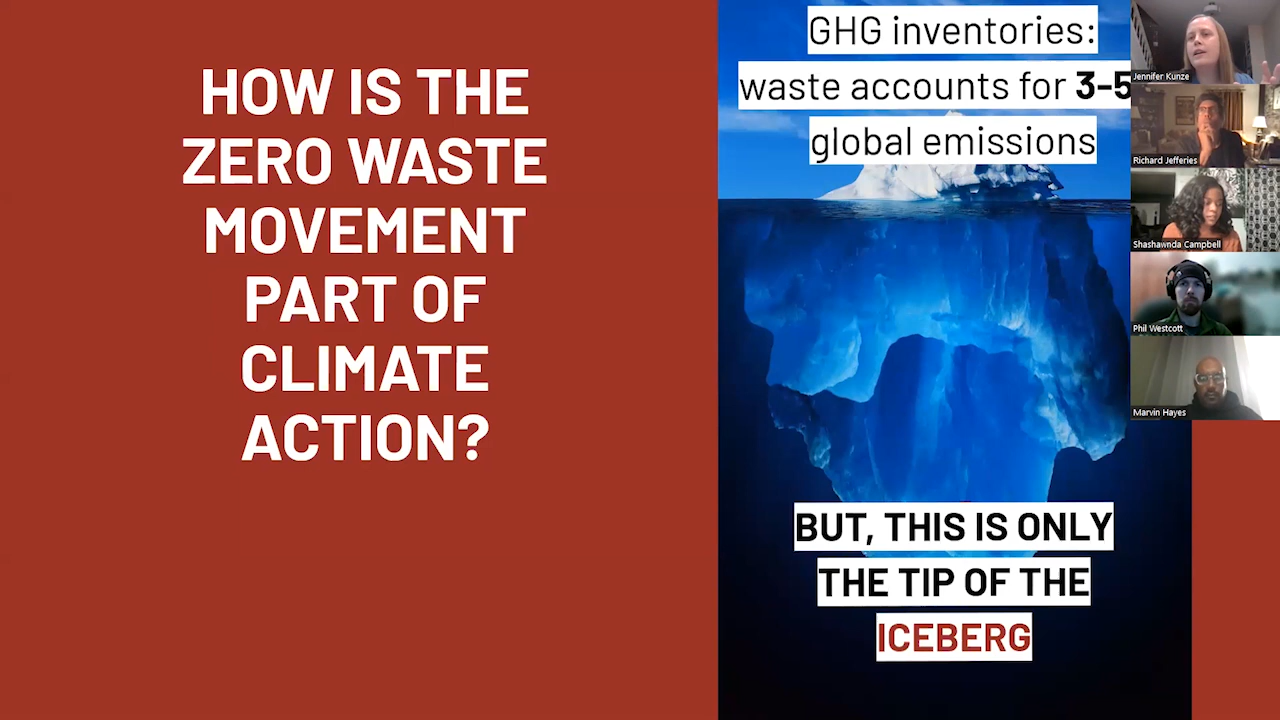 HOW IS THE
ZERO WASTE
MOVEMENT
PART OF
CLIMATE
ACTION?
GHG inventories:
waste accounts for 3-5
global emissions
BUT, THIS IS ONLY
THE TIP OF THE
ICEBERG
Jennifer Kunze
Richard Jefferies
Shashawnda Campbell
Phil Westcott
Marvin Hayes